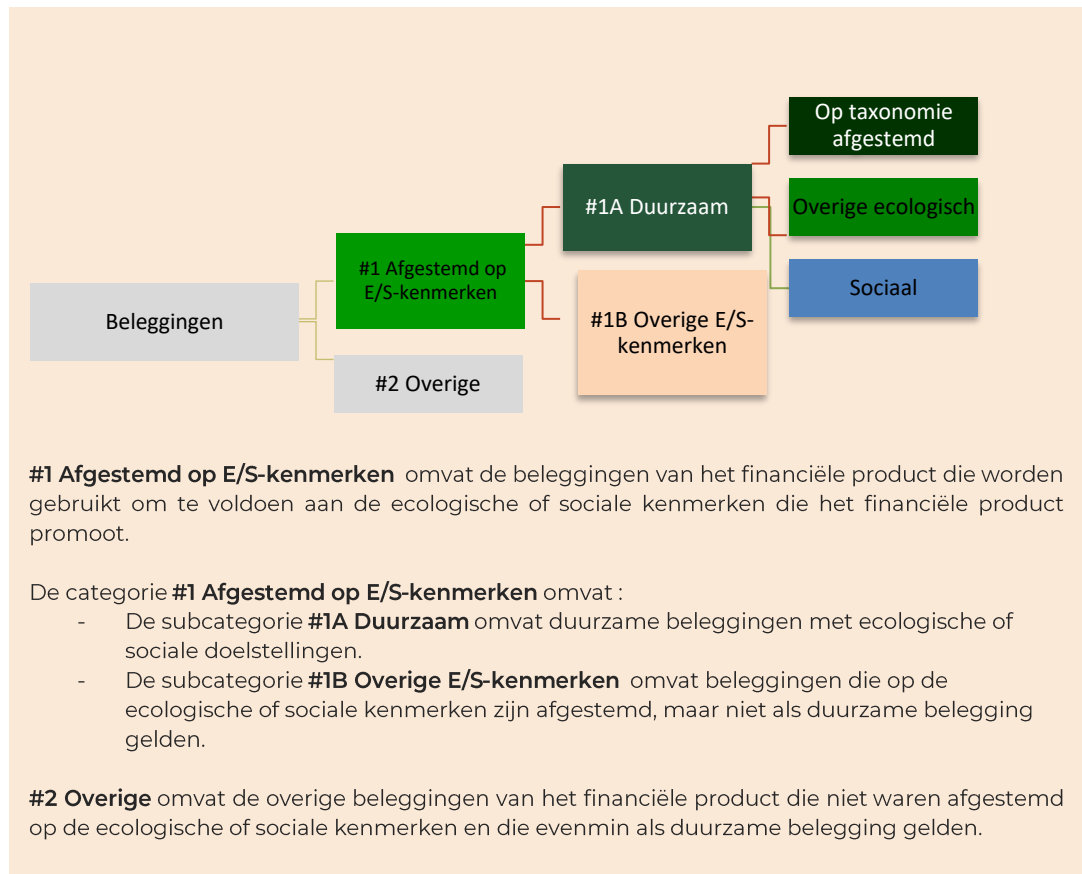 Op taxonomie
afgestemd
#1A Duurzaam
Overige ecologisch
#1 Afgestemd op
E/S-kenmerken
Sociaal
Beleggingen
#1B Overige E/S-
kenmerken
#2 Overige
#1 Afgestemd op E/S-kenmerken omvat de beleggingen van het financiële product die worden
gebruikt om te voldoen aan de ecologische of sociale kenmerken die het financiële product
promoot.
De categorie #1 Afgestemd op E/S-kenmerken omvat :
- De subcategorie #1A Duurzaam omvat duurzame beleggingen met ecologische of
sociale doelstellingen.
- De subcategorie #1B Overige E/S-kenmerken omvat beleggingen die op de
ecologische of sociale kenmerken zijn afgestemd, maar niet als duurzame belegging
gelden.
#2 Overige omvat de overige beleggingen van het financiële product die niet waren afgestemd
op de ecologische of sociale kenmerken en die evenmin als duurzame belegging gelden.